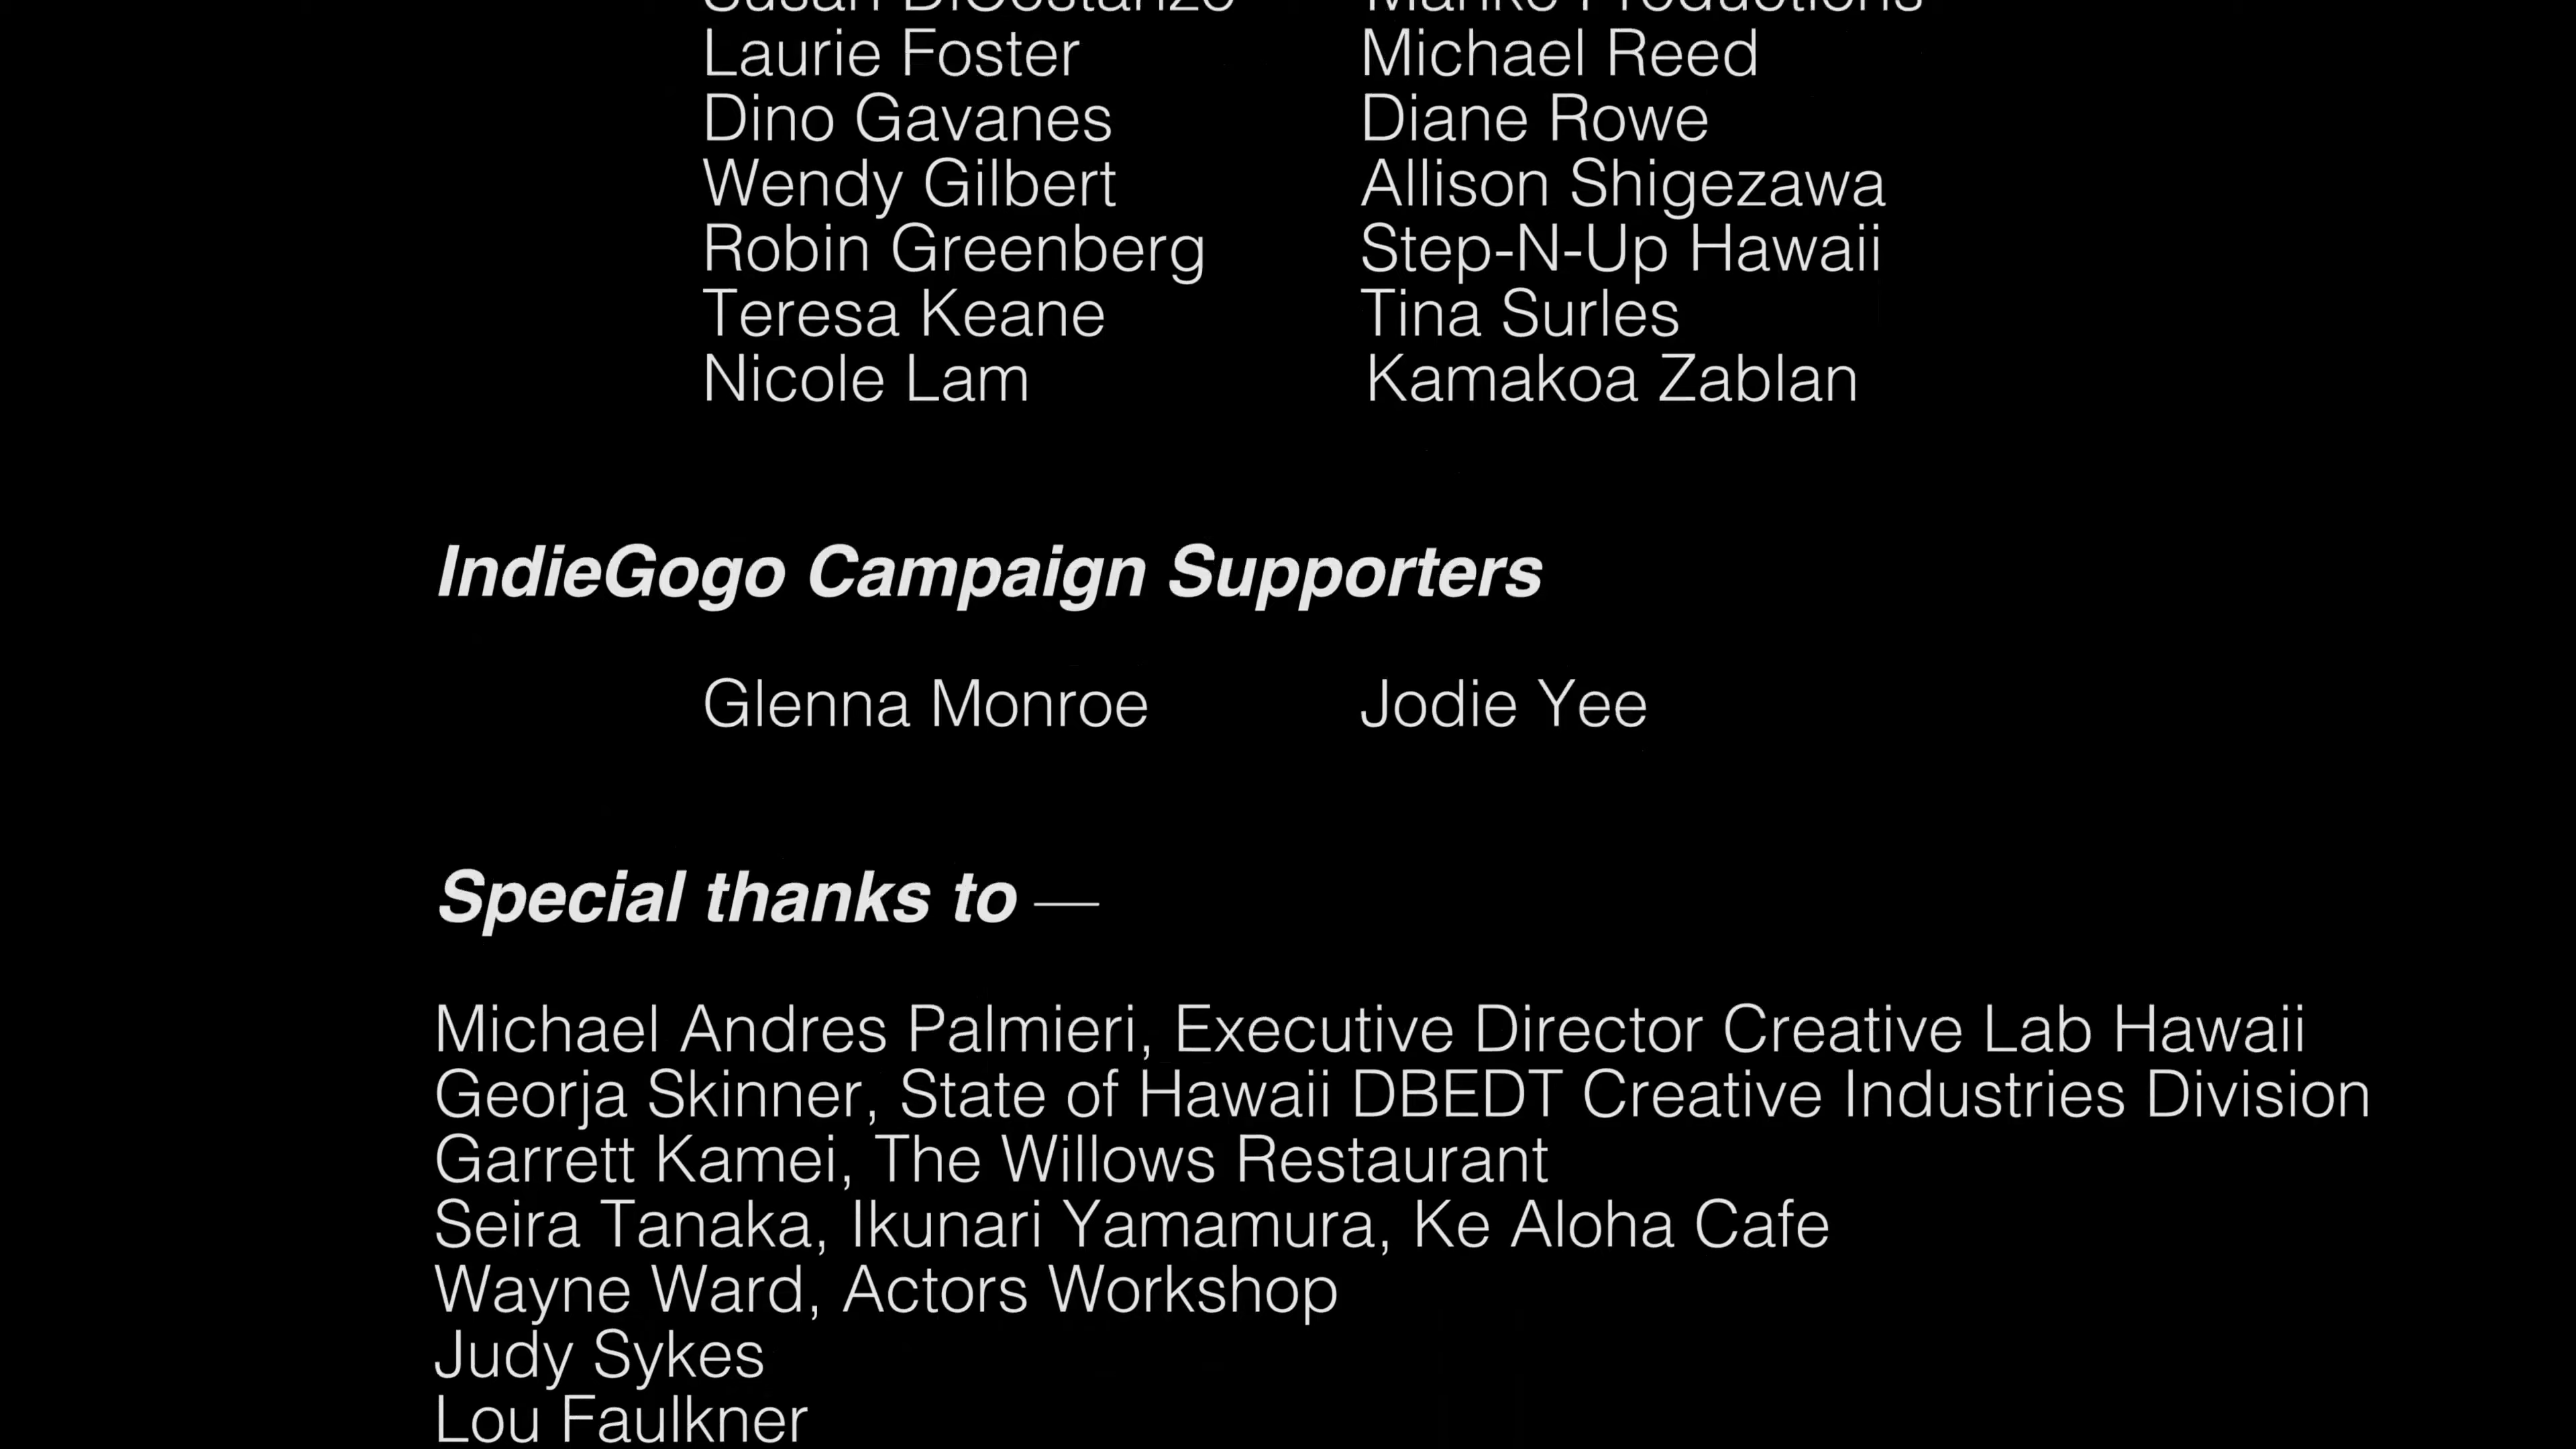 Laurie Foster Michael Reed
Dino Gavanes Diane Rowe
Wendy Gilbert Allison Shigezawa
Robin Greenberg Step-N-Up Hawaii
Teresa Keane Tina Surles
Nicole Lam Kamakoa Zablan
IndieGogo Campaign Supporters
Glenna Monroe Jodie Yee
Special thanks to —
Michael Andres Palmieri, Executive Director Creative Lab Hawaii
Georja Skinner, State of Hawaii DBEDT Creative Industries Division
Garrett Kamei, The Willows Restaurant
Seira Tanaka, Ikunari Yamamura, Ke Aloha Cafe
Wayne Ward, Actors Workshop
Judy Sykes
Lou Faulkner